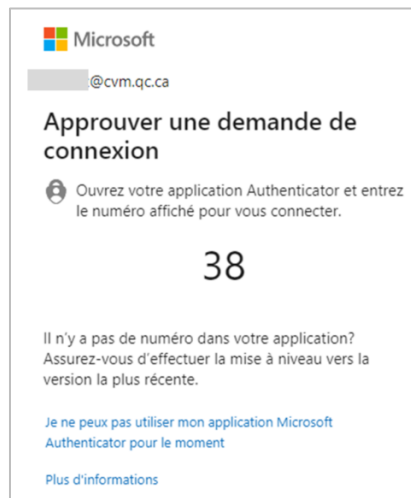 Microsoft
@cvm.qc.ca
Approuver une demande de
connexion
Ouvrez votre application Authenticator et entrez
le numéro affiché pour vous connecter.
38
Il n'y a pas de numéro dans votre application?
Assurez-vous d'effectuer la mise à niveau vers la
version la plus récente.
Je ne peux pas utiliser mon application Microsoft
Authenticator pour le moment
Plus d'informations